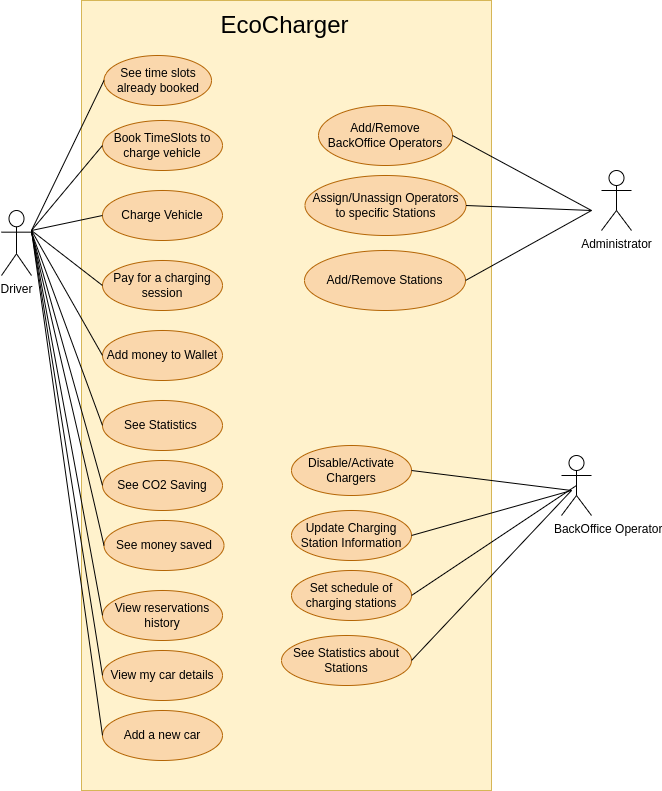 EcoCharger
See time slots
already booked
Book TimeSlots to
charge vehicle
Charge Vehicle
Pay for a charging
session
Add money to Wallet
See Statistics
See CO2 Saving
See money saved
View reservations
history
View my car details
Add a new car
Driver
Add/Remove
BackOffice Operators
Assign/Unassign Operators
to specific Stations
Add/Remove Stations
Administrator
Disable/Activate
Chargers
Update Charging
Station Information
Set schedule of
charging stations
See Statistics about
Stations
BackOffice Operator